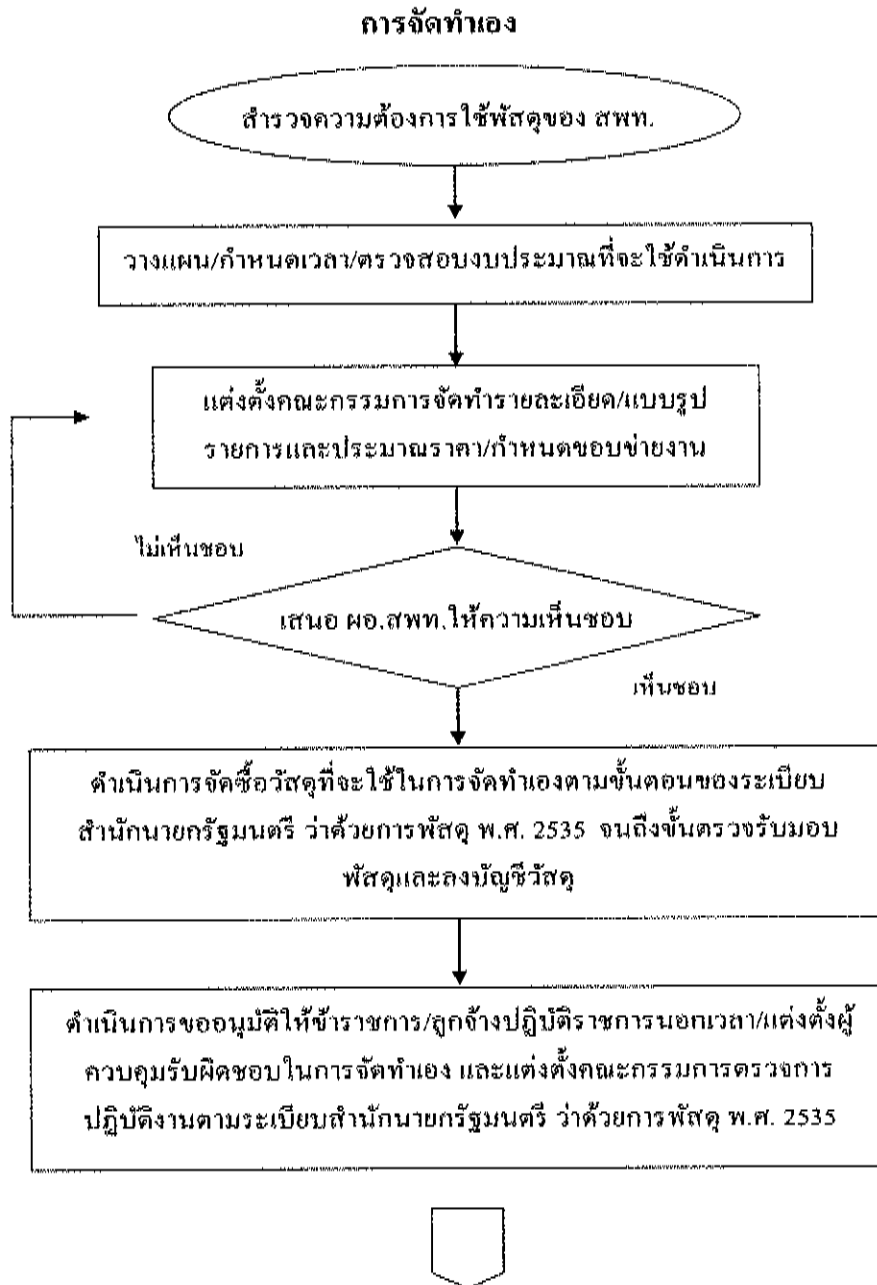 การจัดทำเอง
สำรวจความต้องการใช้พัสดุของ สพท.
วางแผน/กำหนดเวลา/ตรวจสอบงบประมาณที่จะใช้ดำเนินการ
แต่งตั้งคณะกรรมการจัดทำรายละเอียด/แบบรูป
รายการและประมาณราคา/กำหนดขอบข่ายงาน
ไม่เห็นชอบ
เสนอ ผอ.สพท.ให้ความเห็นชอบ
เห็นชอบ
ดำเนินการจัดซื้อวัสดุที่จะใช้ในการจัดทำเองตามขั้นตอนของระเบียบ
สำนักนายกรัฐมนตรี ว่าด้วยการพัสดุ พ.ศ. 2535 จนถึงขั้นตรวจรับมอบ
พัสดุและลงบัญชีวัสดุ
ดำเนินการขออนุมัติให้ข้าราชการ/ลูกจ้างปฏิบัติราชการนอกเวลา/แต่งตั้งผู้
ควบคุมรับผิดชอบในการจัดทำเอง และแต่งตั้งคณะกรรมการตรวจการ
ปฏิบัติงานตามระเบียบสำนักนายกรัฐมนตรี ว่าด้วยการพัสดุ พ.ศ. 2535